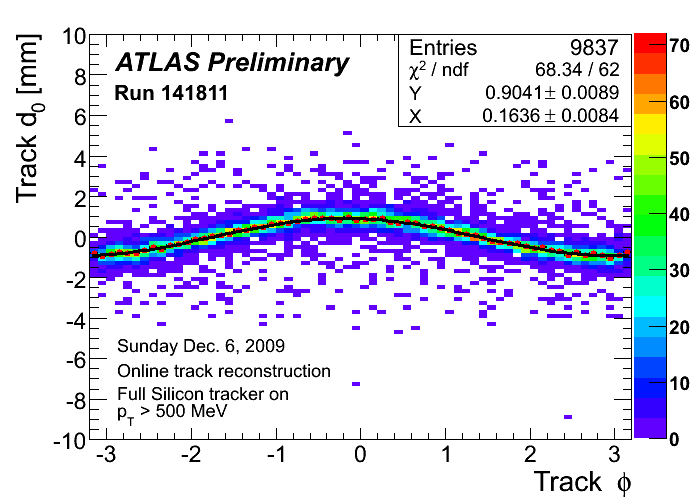 ATLAS Preliminary
Run 141811
Entries 9837
χ² / ndf 68.34 / 62
Y 0.9041± 0.0089
X 0.1636± 0.0084
Track d₀ [mm]
10
8
6
4
2
0
-2
-4
-6
-8
-10
70
60
50
40
30
20
10
0
Sunday Dec. 6, 2009
Online track reconstruction
Full Silicon tracker on
p_T > 500 MeV
-3 -2 -1 0 1 2 3
Track ϕ